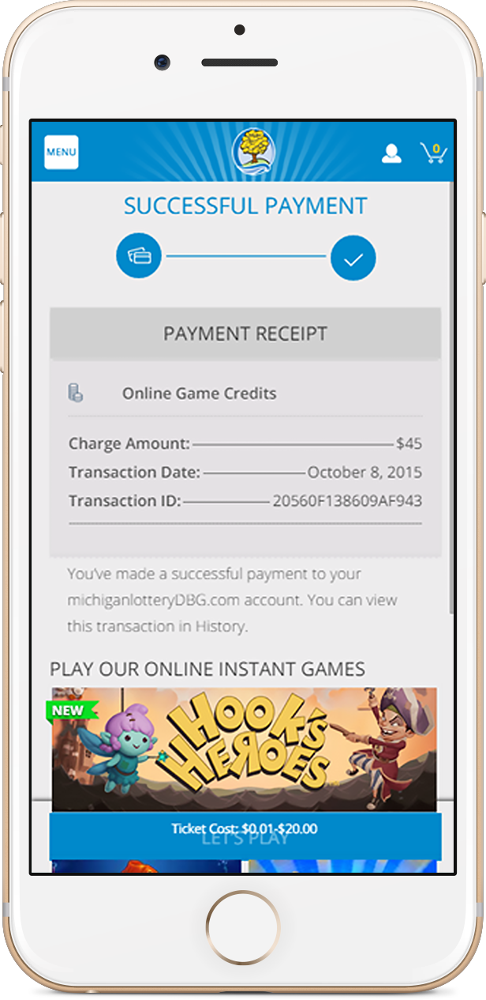 MENU
0
SUCCESSFUL PAYMENT
PAYMENT RECEIPT
Online Game Credits
Charge Amount: $45
Transaction Date: October 8, 2015
Transaction ID: 20560F138609AF943
You've made a successful payment to your
michiganlotteryDBG.com account. You can view
this transaction in History.
PLAY OUR ONLINE INSTANT GAMES
NEW
HOOK'S
HEROES
Ticket Cost: $0.01-$20.00
LET'S PLAY